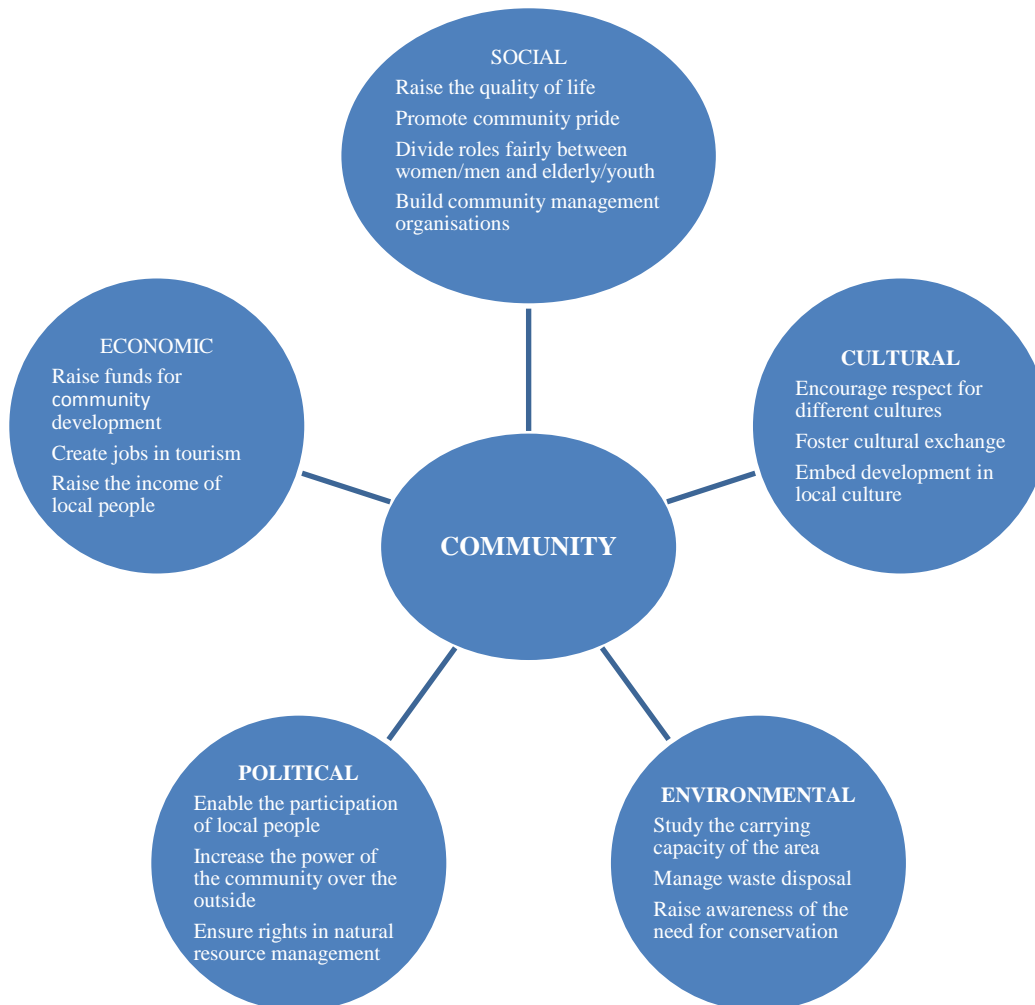 SOCIAL
Raise the quality of life
Promote community pride
Divide roles fairly between
women/men and elderly/youth
Build community management
organisations
ECONOMIC
Raise funds for
community
development
Create jobs in tourism
Raise the income of
local people
CULTURAL
Encourage respect for
different cultures
Foster cultural exchange
Embed development in
local culture
COMMUNITY
POLITICAL
Enable the participation
of local people
Increase the power of
the community over the
outside
Ensure rights in natural
resource management
ENVIRONMENTAL
Study the carrying
capacity of the area
Manage waste disposal
Raise awareness of the
need for conservation